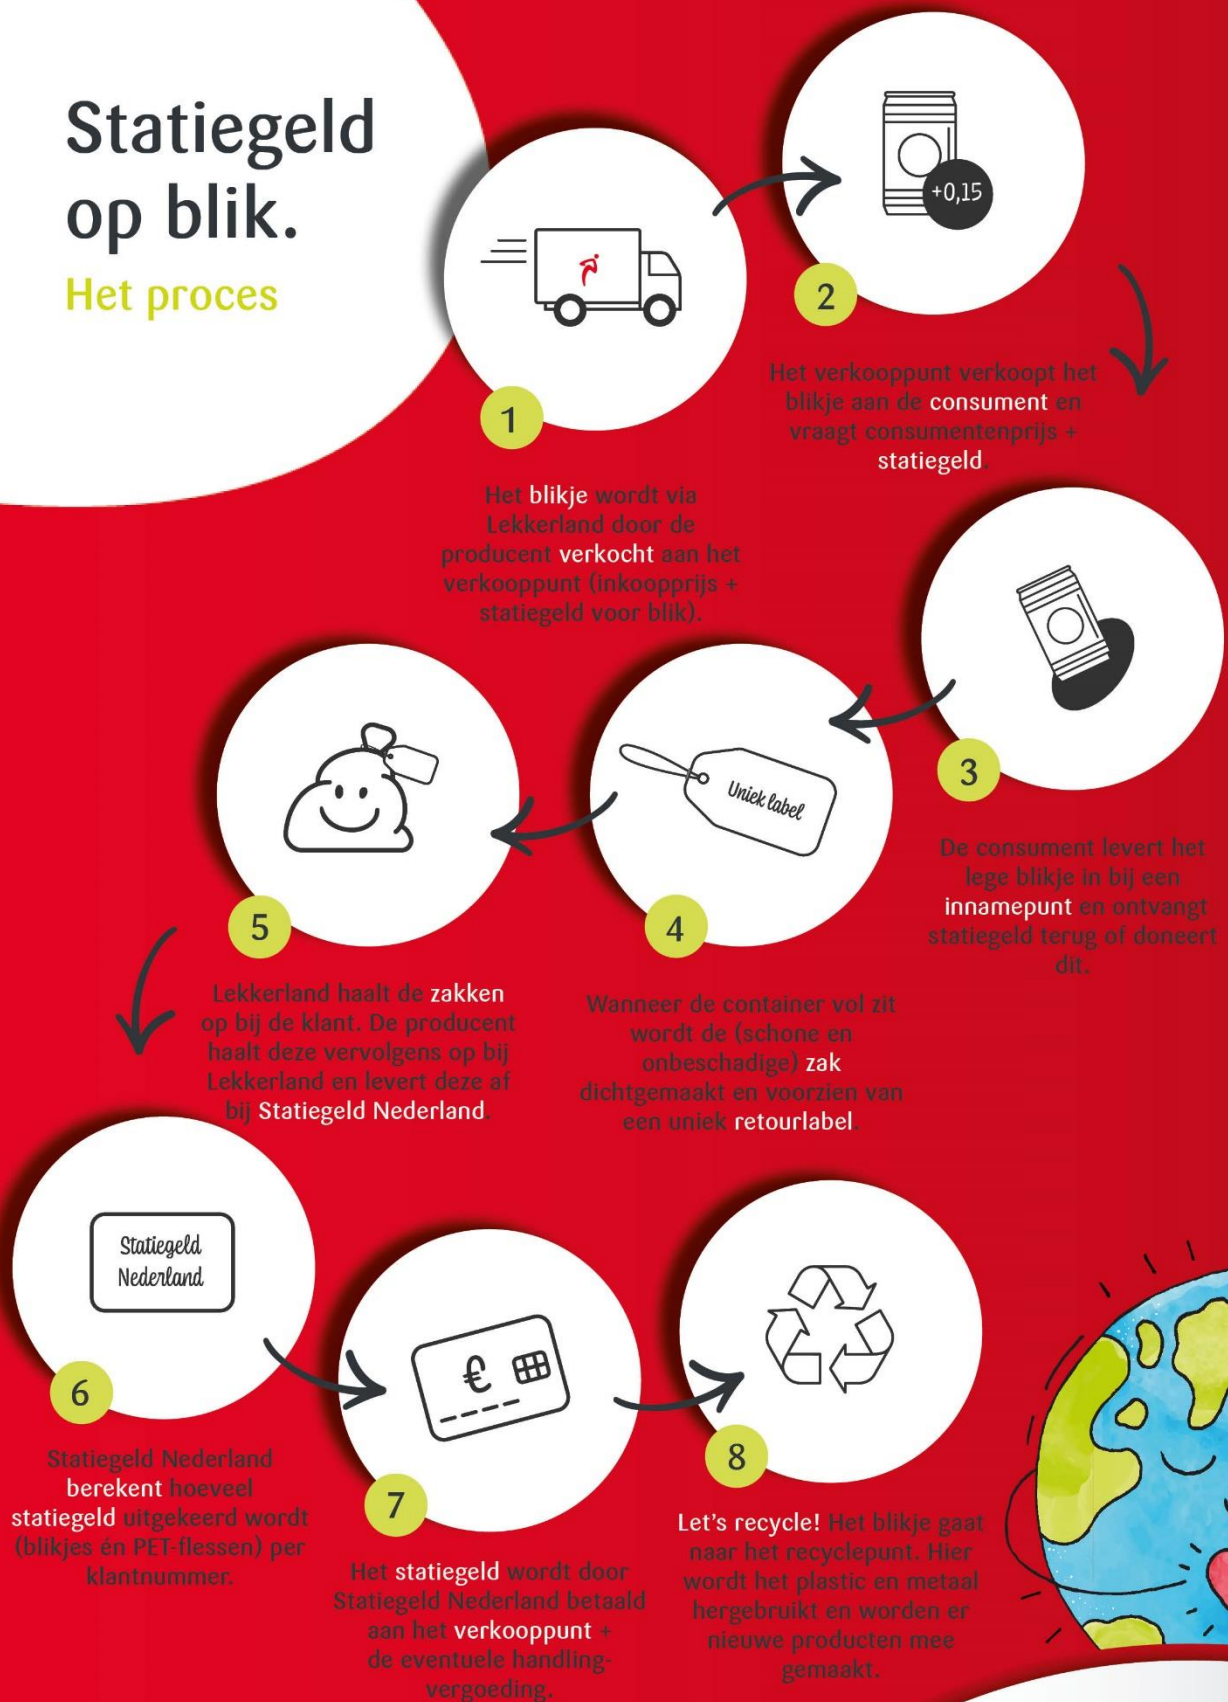 Statiegeld
op blik.
Het proces
1
Het blikje wordt via
Lekkerland door de
producent verkocht aan het
verkooppunt (inkoopprijs +
statiegeld voor blik).
+0,15
2
Het verkooppunt verkoopt het
blikje aan de consument en
vraagt consumentenprijs +
statiegeld.
3
De consument levert het
lege blikje in bij een
innamepunt en ontvangt
statiegeld terug of doneert
dit.
Uniek label
4
Wanneer de container vol zit
wordt de (schone en
onbeschadige) zak
dichtgemaakt en voorzien van
een uniek retourlabel.
5
Lekkerland haalt de zakken
op bij de klant. De producent
haalt deze vervolgens op bij
Lekkerland en levert deze af
bij Statiegeld Nederland.
Statiegeld
Nederland
6
Statiegeld Nederland
berekent hoeveel
statiegeld uitgekeerd wordt
(blikjes én PET-flessen) per
klantnummer.
€
7
Het statiegeld wordt door
Statiegeld Nederland betaald
aan het verkooppunt +
de eventuele handling-
vergoeding.
8
Let's recycle! Het blikje gaat
naar het recyclepunt. Hier
wordt het plastic en metaal
hergebruikt en worden er
nieuwe producten mee
gemaakt.